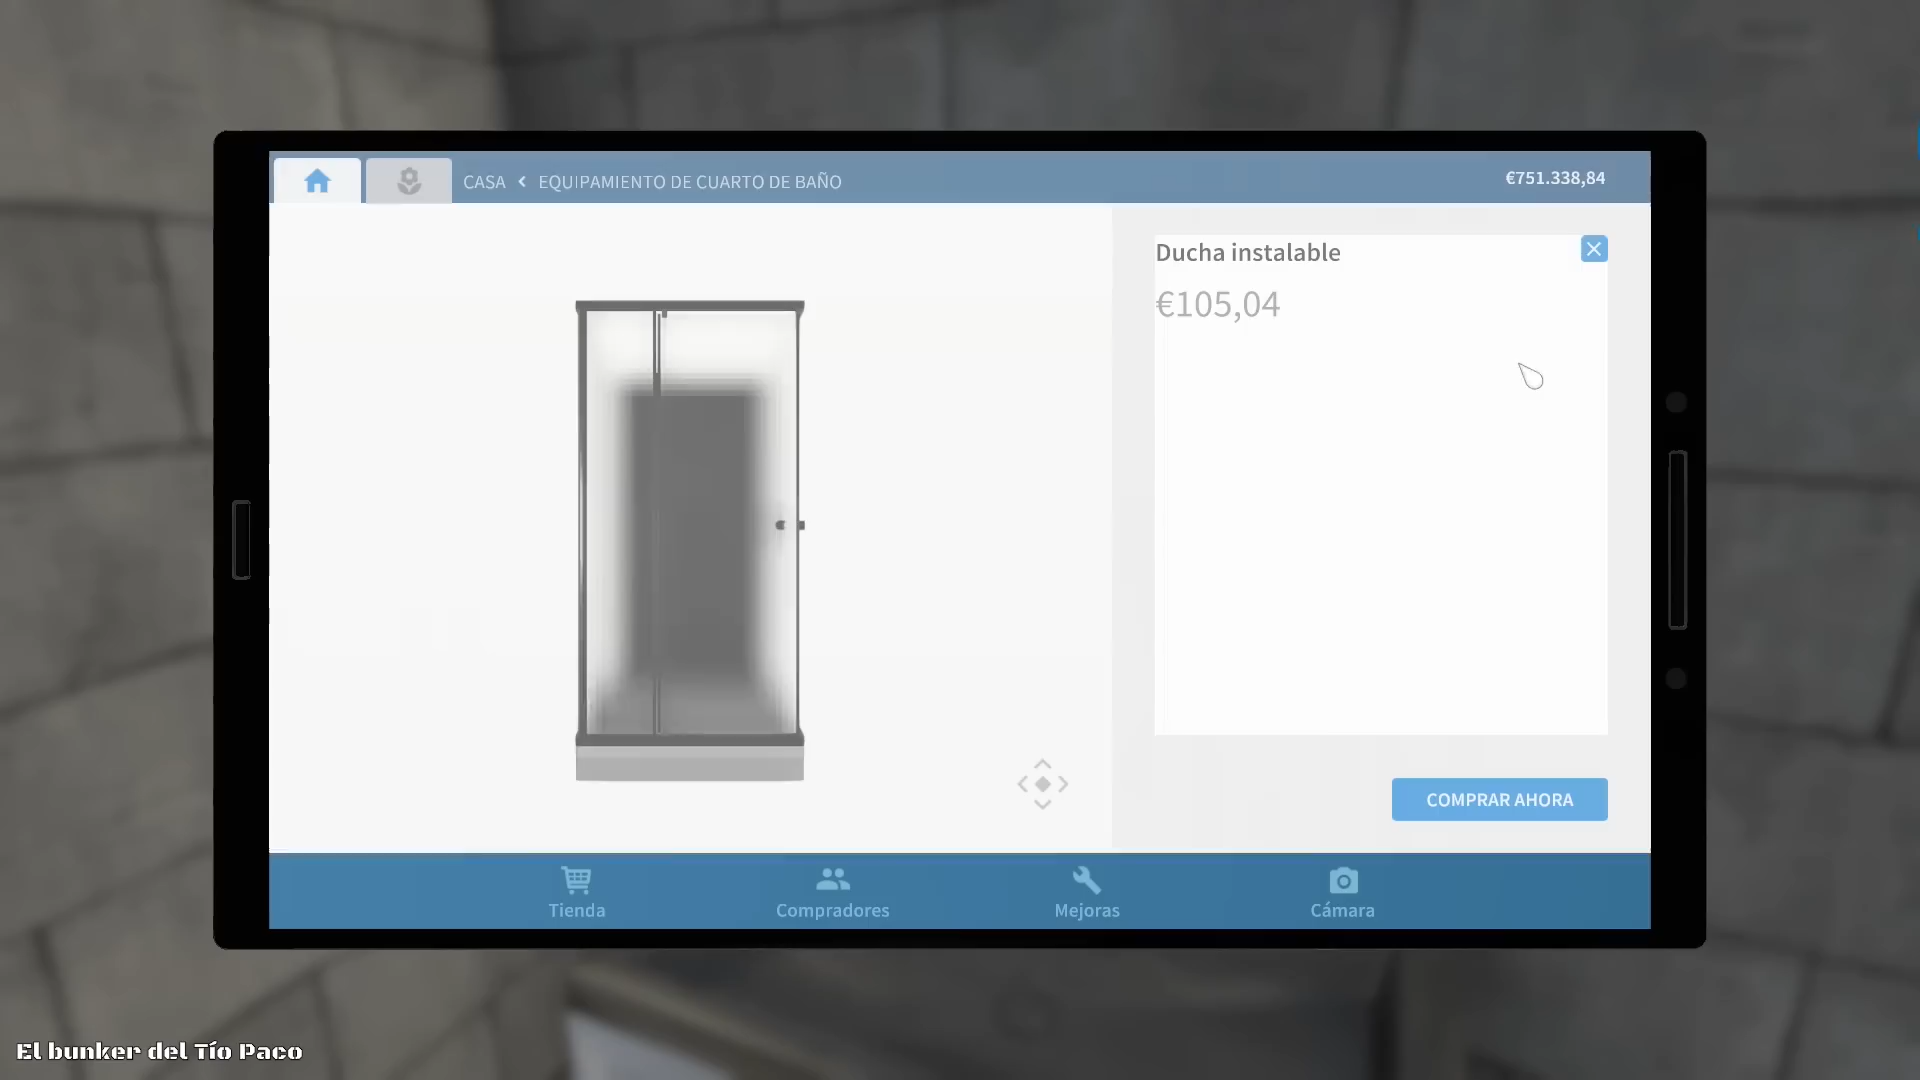 CASA < EQUIPAMIENTO DE CUARTO DE BAÑO
€751.338,84
Ducha instalable
€105,04
COMPRAR AHORA
Tienda
Compradores
Mejoras
Cámara
El bunker del Tío Paco